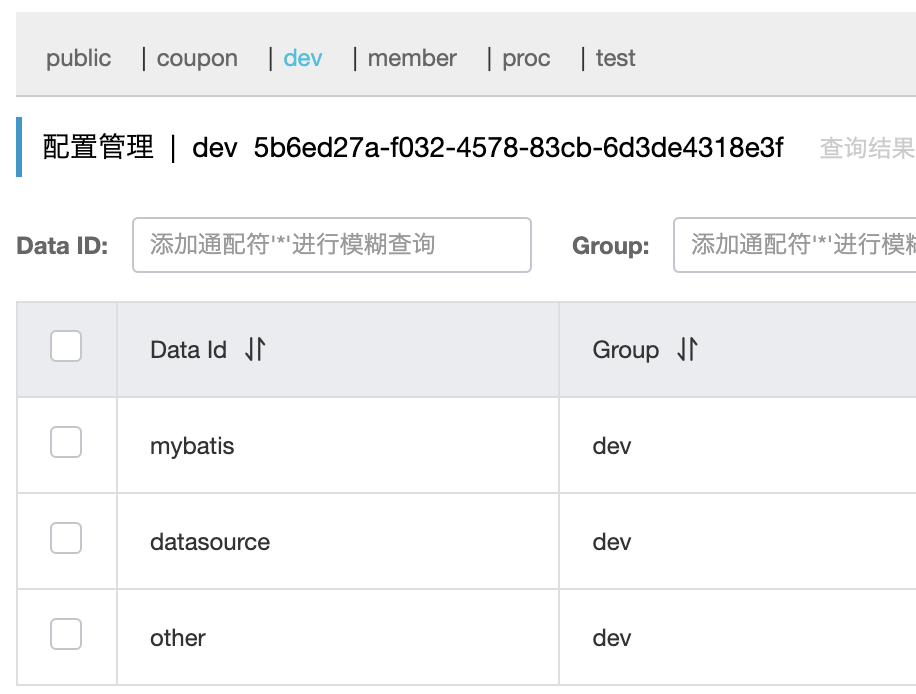 public | coupon | dev | member | proc | test
配置管理 | dev 5b6ed27a-f032-4578-83cb-6d3de4318e3f 查询结果
Data ID: 添加通配符'*'进行模糊查询 Group: 添加通配符'*'进行模糊
Data Id Group
mybatis dev
datasource dev
other dev